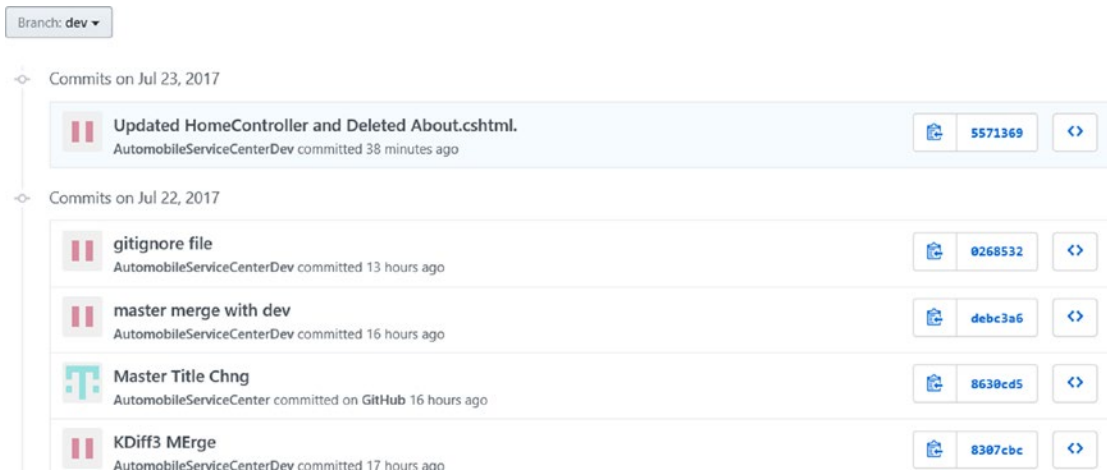 Branch: dev
Commits on Jul 23, 2017
Updated HomeController and Deleted About.cshtml.
5571369
AutomobileServiceCenterDev committed 38 minutes ago
Commits on Jul 22, 2017
gitignore file
0268532
AutomobileServiceCenterDev committed 13 hours ago
master merge with dev
debc3a6
AutomobileServiceCenterDev committed 16 hours ago
Master Title Chng
8630cd5
AutomobileServiceCenter committed on GitHub 16 hours ago
KDiff3 MErge
8307cbc
AutomobileServiceCenterDev committed 17 hours ago